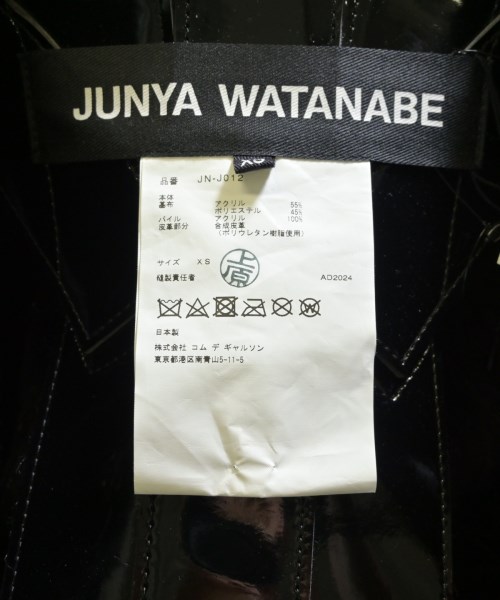 JUNYA WATANABE
XS
品番 JN-J012
本体
基布 アクリル 55%
ポリエステル 45%
パイル アクリル 100%
皮革部分 合成皮革
(ポリウレタン樹脂使用)
サイズ XS
上原
縫製責任者 AD2024
W
日本製
株式会社 コム デ ギャルソン
東京都港区南青山5-11-5